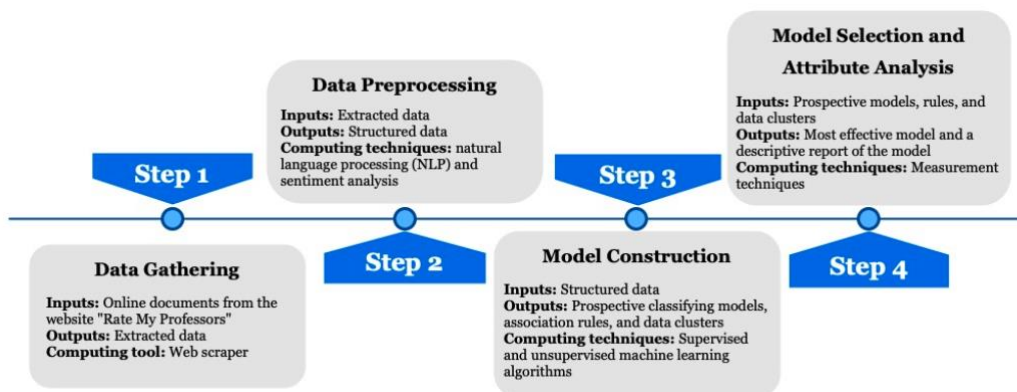 Step 1
Data Gathering
Inputs: Online documents from the
website "Rate My Professors"
Outputs: Extracted data
Computing tool: Web scraper
Data Preprocessing
Inputs: Extracted data
Outputs: Structured data
Computing techniques: natural
language processing (NLP) and
sentiment analysis
Step 2
Step 3
Model Construction
Inputs: Structured data
Outputs: Prospective classifying models,
association rules, and data clusters
Computing techniques: Supervised
and unsupervised machine learning
algorithms
Model Selection and
Attribute Analysis
Inputs: Prospective models, rules, and
data clusters
Outputs: Most effective model and a
descriptive report of the model
Computing techniques: Measurement
techniques
Step 4